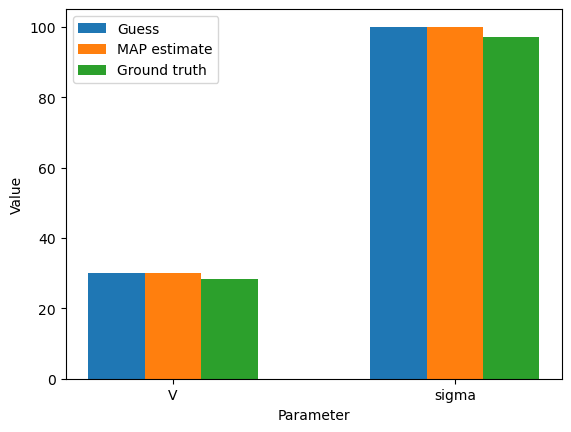 Guess
MAP estimate
Ground truth
100
80
60
40
20
0
Value
V
sigma
Parameter